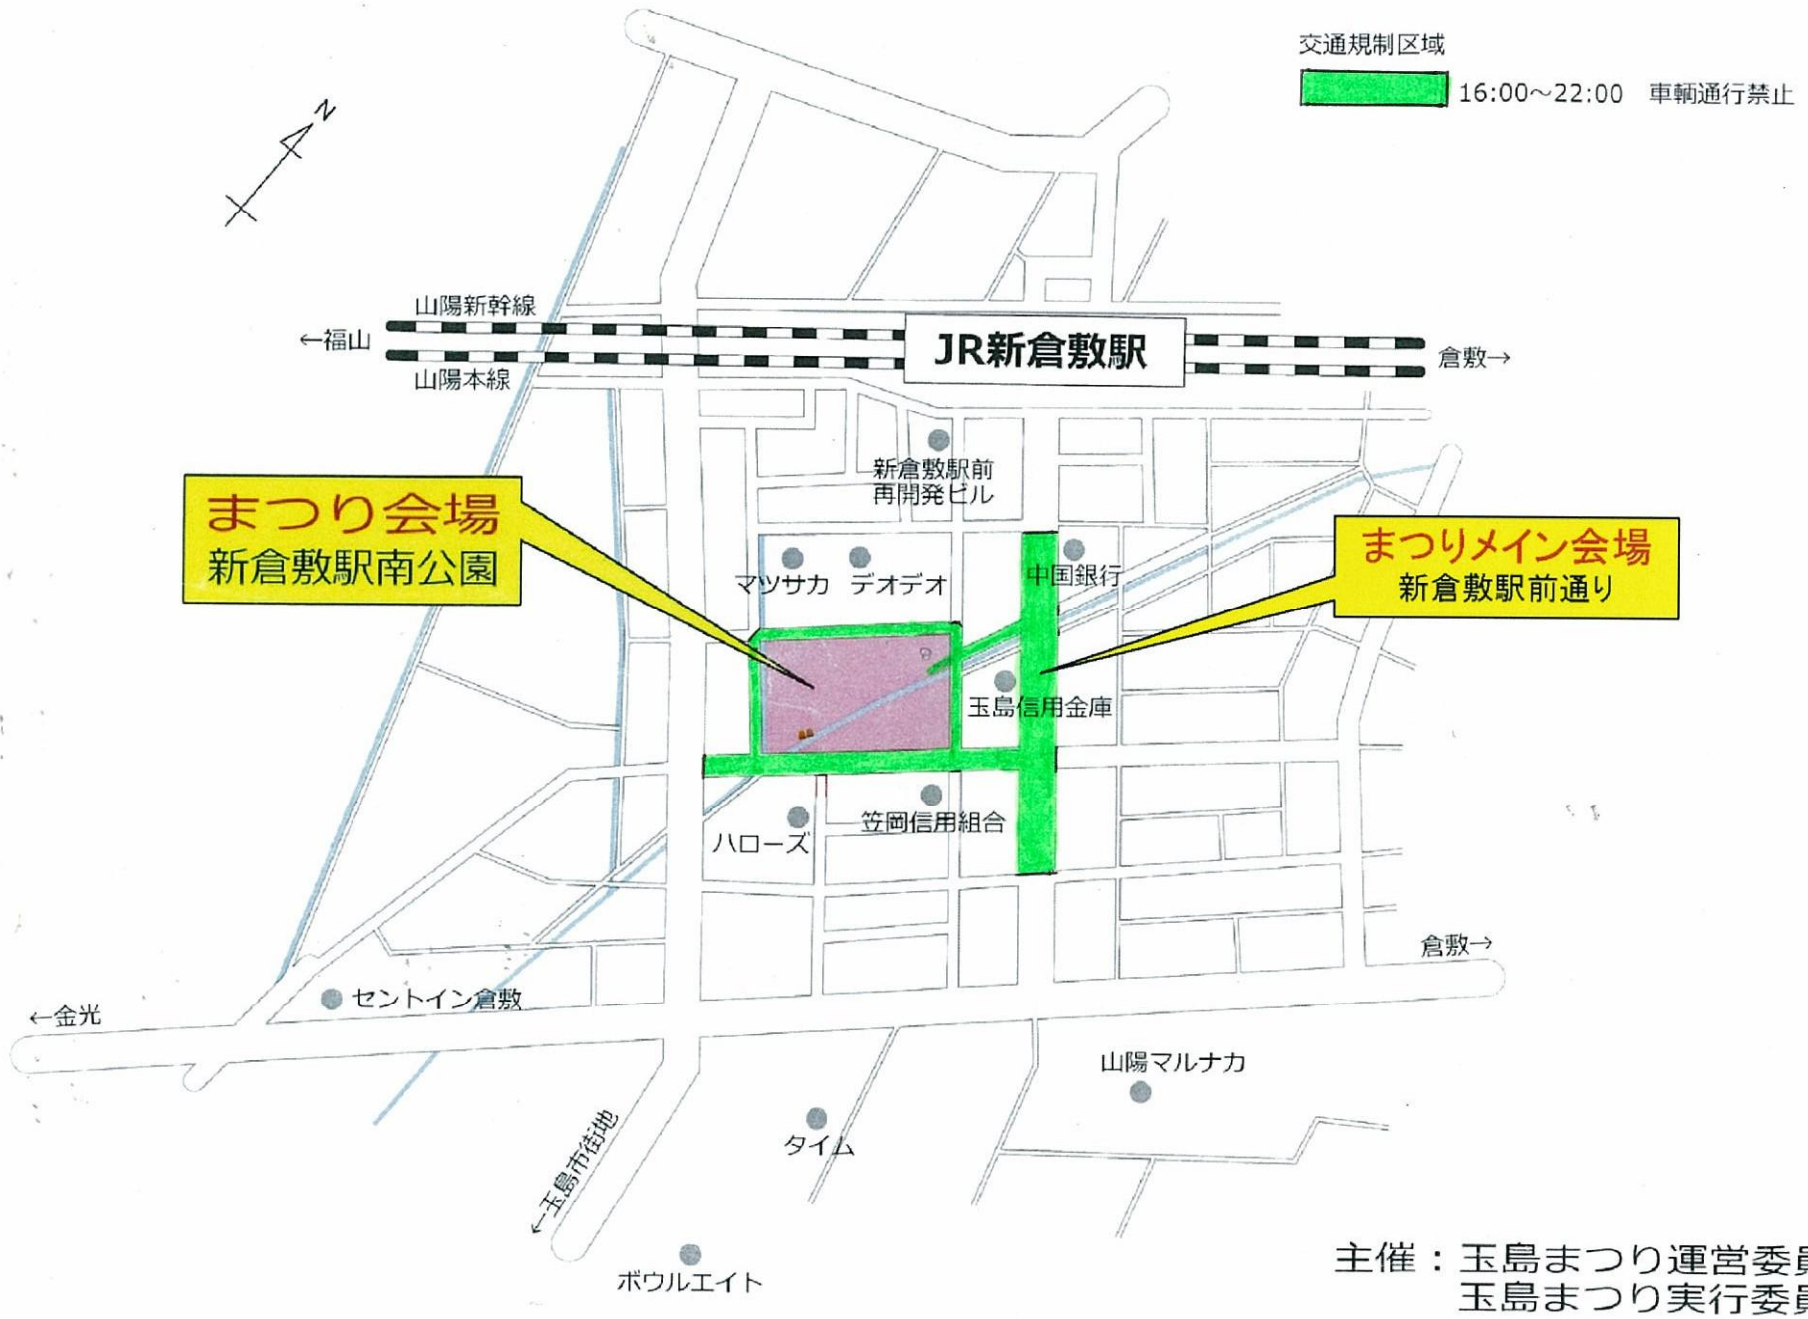 交通規制区域
16:00～22:00 車輌通行禁止
N
山陽新幹線
←福山
JR新倉敷駅
倉敷→
山陽本線
新倉敷駅前
再開発ビル
まつり会場
新倉敷駅南公園
まつりメイン会場
新倉敷駅前通り
マツサカ
デオデオ
中国銀行
玉島信用金庫
笠岡信用組合
ハローズ
倉敷→
セントイン倉敷
←金光
山陽マルナカ
タイム
←玉島市街地
ボウルエイト
主催：玉島まつり運営委員
玉島まつり実行委員